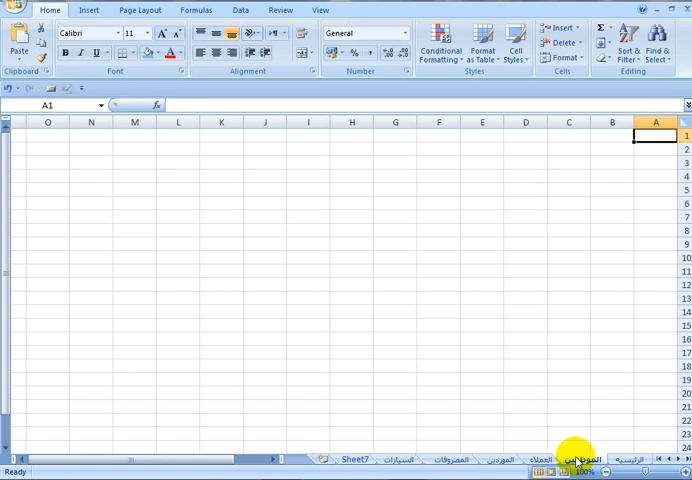 Home Insert Page Layout Formulas Data Review View
Paste
Clipboard
Calibri 11
B I U
Font
Alignment
General
$ % ,
Number
Conditional Formatting
Format as Table
Cell Styles
Styles
Insert
Delete
Format
Cells
Σ
Sort & Filter
Find & Select
Editing
A1 fx
O N M L K J I H G F E D C B A
1
2
3
4
5
6
7
8
9
10
11
12
13
14
15
16
17
18
19
20
21
22
23
24
الرئيسيه الموظفين العملاء الموردين المصروفات السيارات Sheet7
Ready 100%